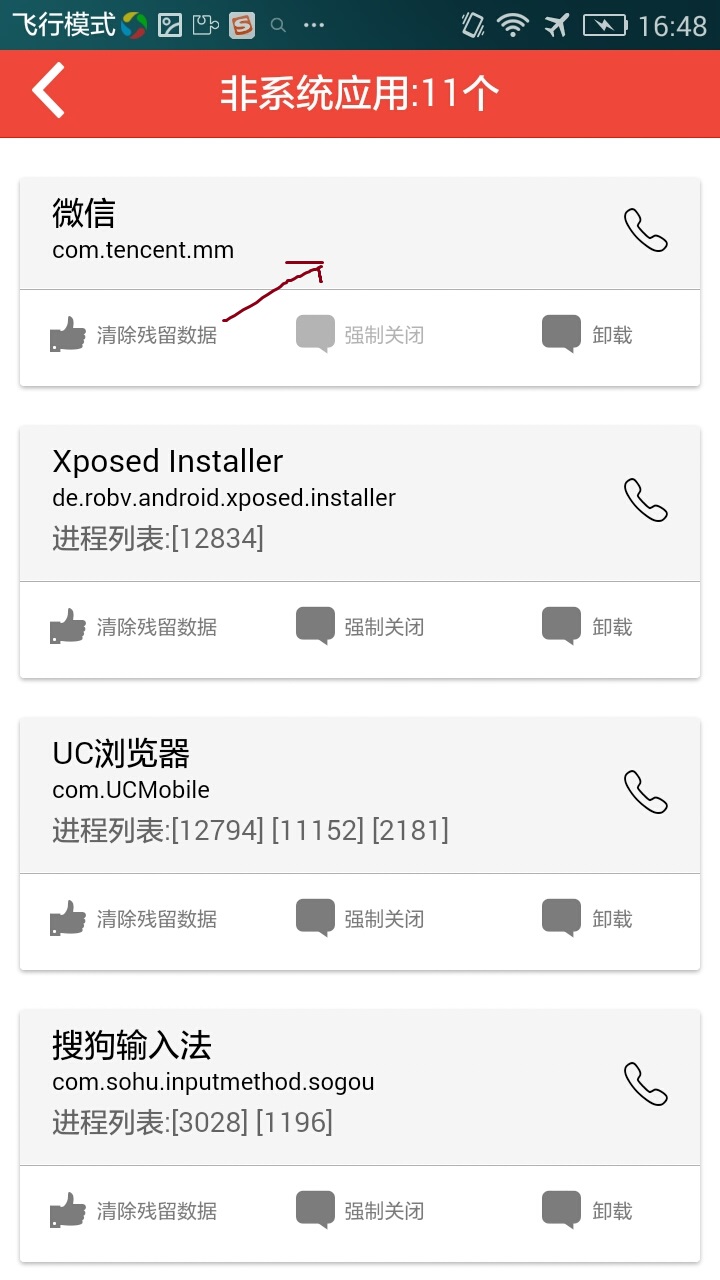 飞行模式 16:48
非系统应用:11个
微信
com.tencent.mm
清除残留数据 强制关闭 卸载
Xposed Installer
de.robv.android.xposed.installer
进程列表:[12834]
清除残留数据 强制关闭 卸载
UC浏览器
com.UCMobile
进程列表:[12794] [11152] [2181]
清除残留数据 强制关闭 卸载
搜狗输入法
com.sohu.inputmethod.sogou
进程列表:[3028] [1196]
清除残留数据 强制关闭 卸载